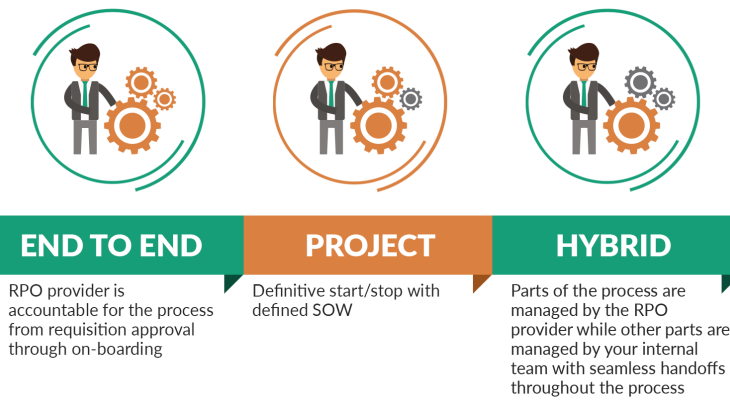 END TO END
RPO provider is
accountable for the process
from requisition approval
through on-boarding
PROJECT
Definitive start/stop with
defined SOW
HYBRID
Parts of the process are
managed by the RPO
provider while other parts are
managed by your internal
team with seamless handoffs
throughout the process